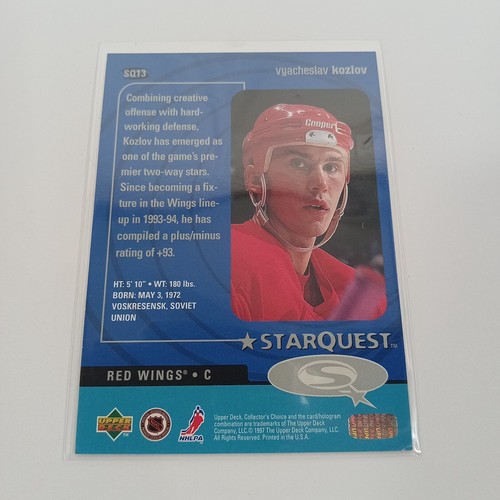 SQ13
vyacheslav kozlov
Combining creative
offense with hard-
working defense,
Kozlov has emerged as
one of the game's pre-
mier two-way stars.
Since becoming a fix-
ture in the Wings line-
up in 1993-94, he has
compiled a plus/minus
rating of +93.
HT: 5' 10" • WT: 180 lbs.
BORN: MAY 3, 1972
VOSKRESENSK, SOVIET
UNION
Cooper
STARQUEST™
RED WINGS® • C
S
UPPER
DECK
NHLPA
Upper Deck, Collector's Choice and the card/hologram
combination are trademarks of The Upper Deck
Company, LLC. © 1997 The Upper Deck Company, LLC.
All Rights Reserved. Printed in the U.S.A.